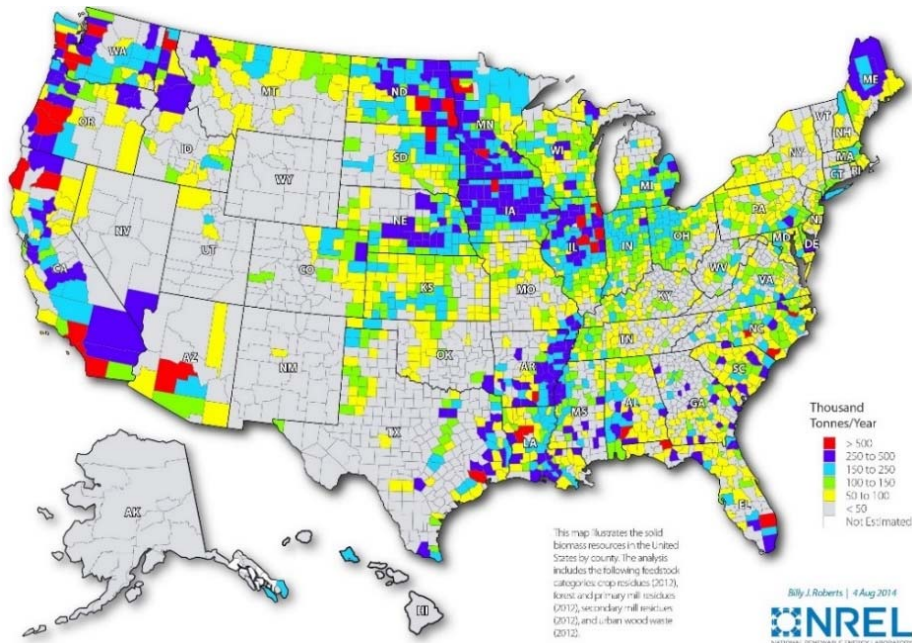 WA
MT
ND
MN
ME
VT
NH
OR
ID
SD
WI
MI
NY
MA
CT
RI
WY
NE
IA
PA
NJ
NV
UT
CO
IL
IN
OH
MD
DE
WV
VA
CA
KS
MO
KY
NC
TN
AZ
NM
OK
AR
SC
MS
AL
GA
TX
LA
FL
AK
HI
Thousand
Tonnes/Year
> 500
250 to 500
150 to 250
100 to 150
50 to 100
< 50
Not Estimated
This map illustrates the solid
biomass resources in the United
States by county. The analysis
includes the following feedstock
categories: crop residues (2012),
forest and primary mill residues
(2012), secondary mill residues
(2012), and urban wood waste
(2012).
Billy J. Roberts | 4 Aug 2014
NREL
NATIONAL RENEWABLE ENERGY LABORATORY